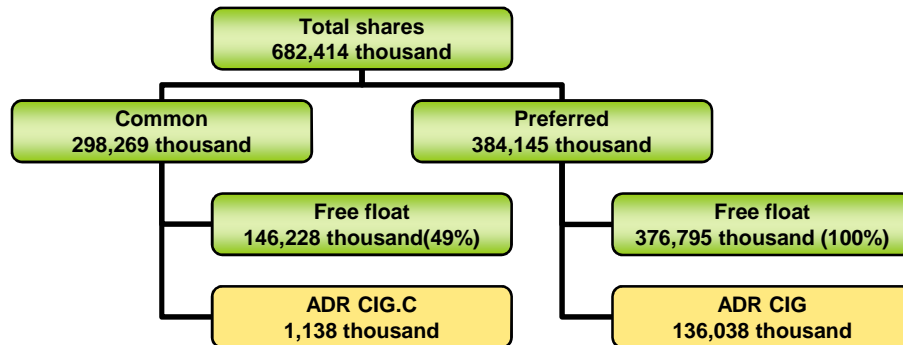 Total shares
682,414 thousand
Common
298,269 thousand
Preferred
384,145 thousand
Free float
146,228 thousand(49%)
Free float
376,795 thousand (100%)
ADR CIG.C
1,138 thousand
ADR CIG
136,038 thousand